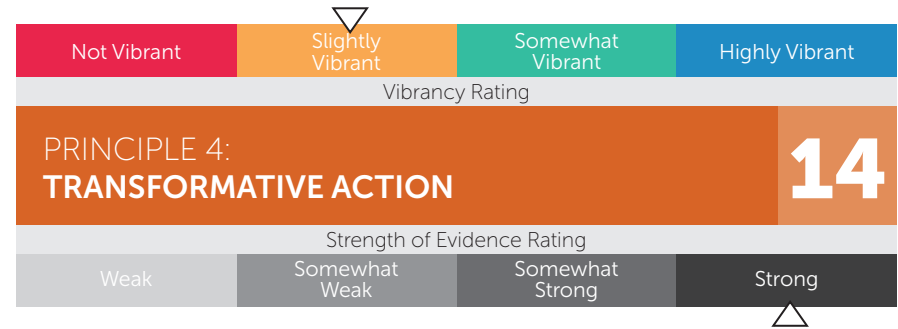 Not Vibrant
Slightly
Vibrant
Somewhat
Vibrant
Highly Vibrant
Vibrancy Rating
PRINCIPLE 4:
TRANSFORMATIVE ACTION
14
Strength of Evidence Rating
Weak
Somewhat
Weak
Somewhat
Strong
Strong